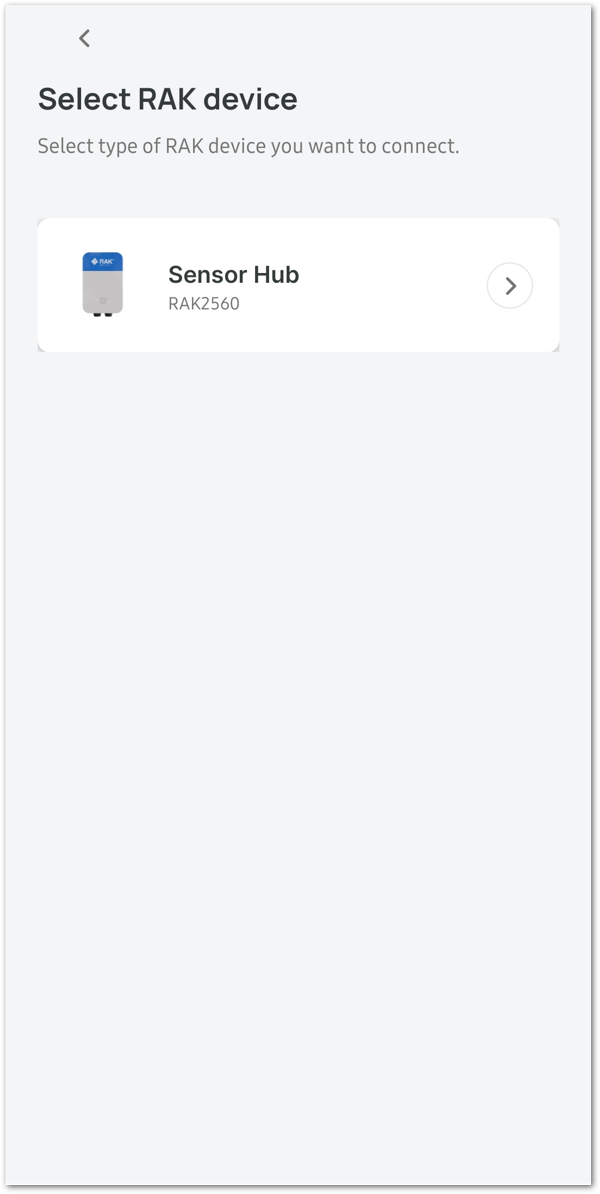 Select RAK device
Select type of RAK device you want to connect.
RAK
Sensor Hub
RAK2560